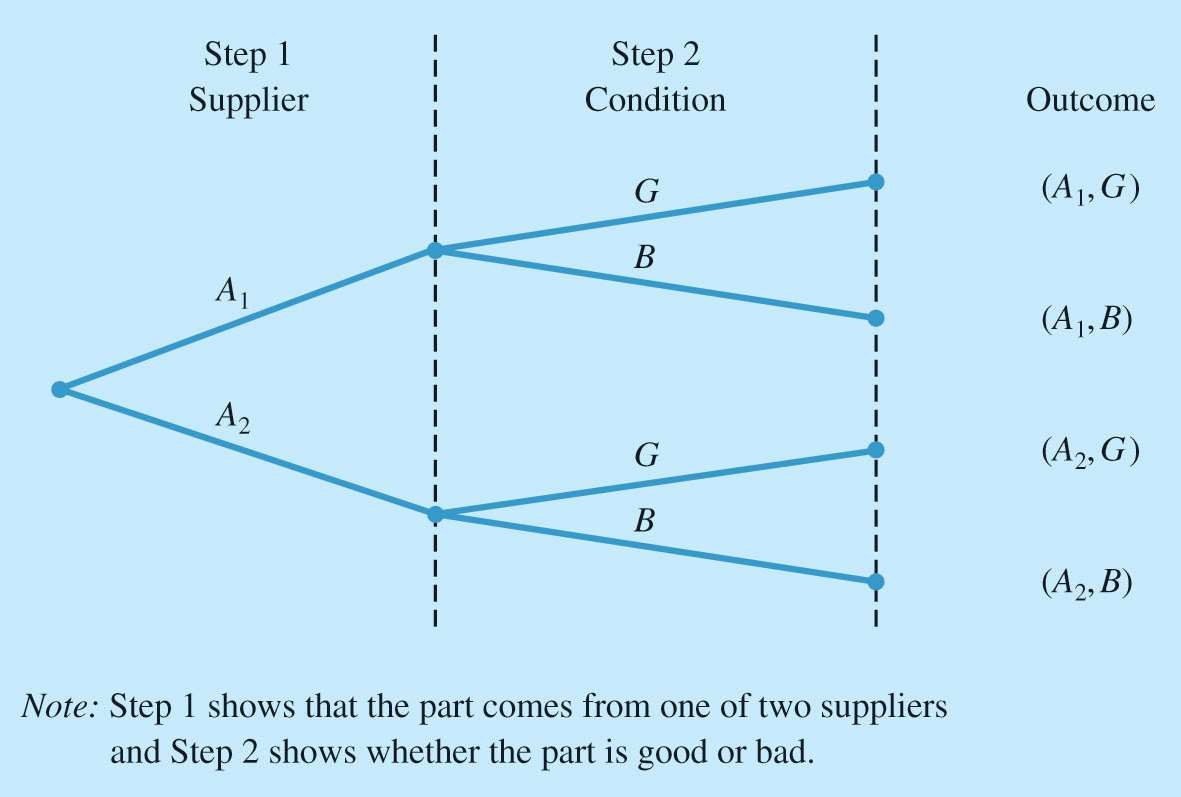 Step 1
Supplier
Step 2
Condition
Outcome
G
(A₁, G)
B
A₁
(A₁, B)
A₂
G
(A₂, G)
B
(A₂, B)
Note: Step 1 shows that the part comes from one of two suppliers
and Step 2 shows whether the part is good or bad.